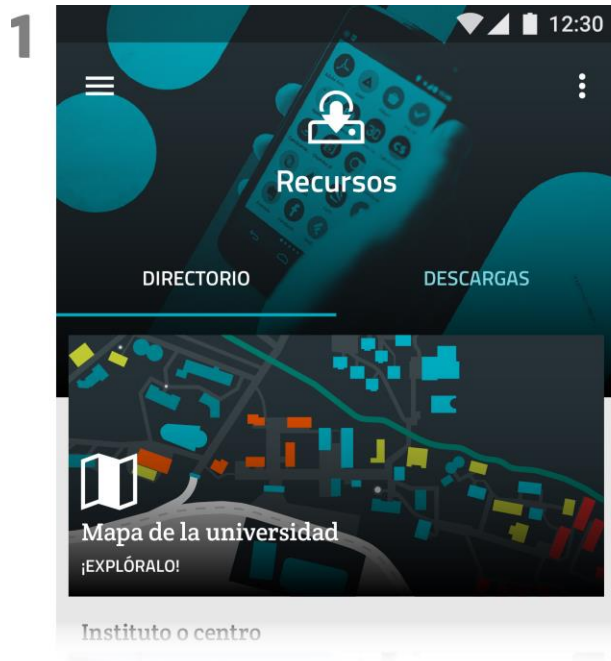 1
12:30
Recursos
DIRECTORIO
DESCARGAS
Mapa de la universidad
¡EXPLÓRALO!
Instituto o centro